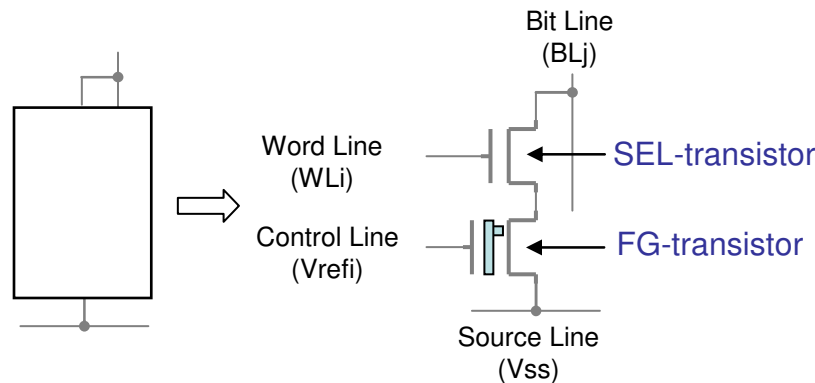 Bit Line
(BLj)
Word Line
(WLi)
SEL-transistor
Control Line
(Vrefi)
FG-transistor
Source Line
(Vss)